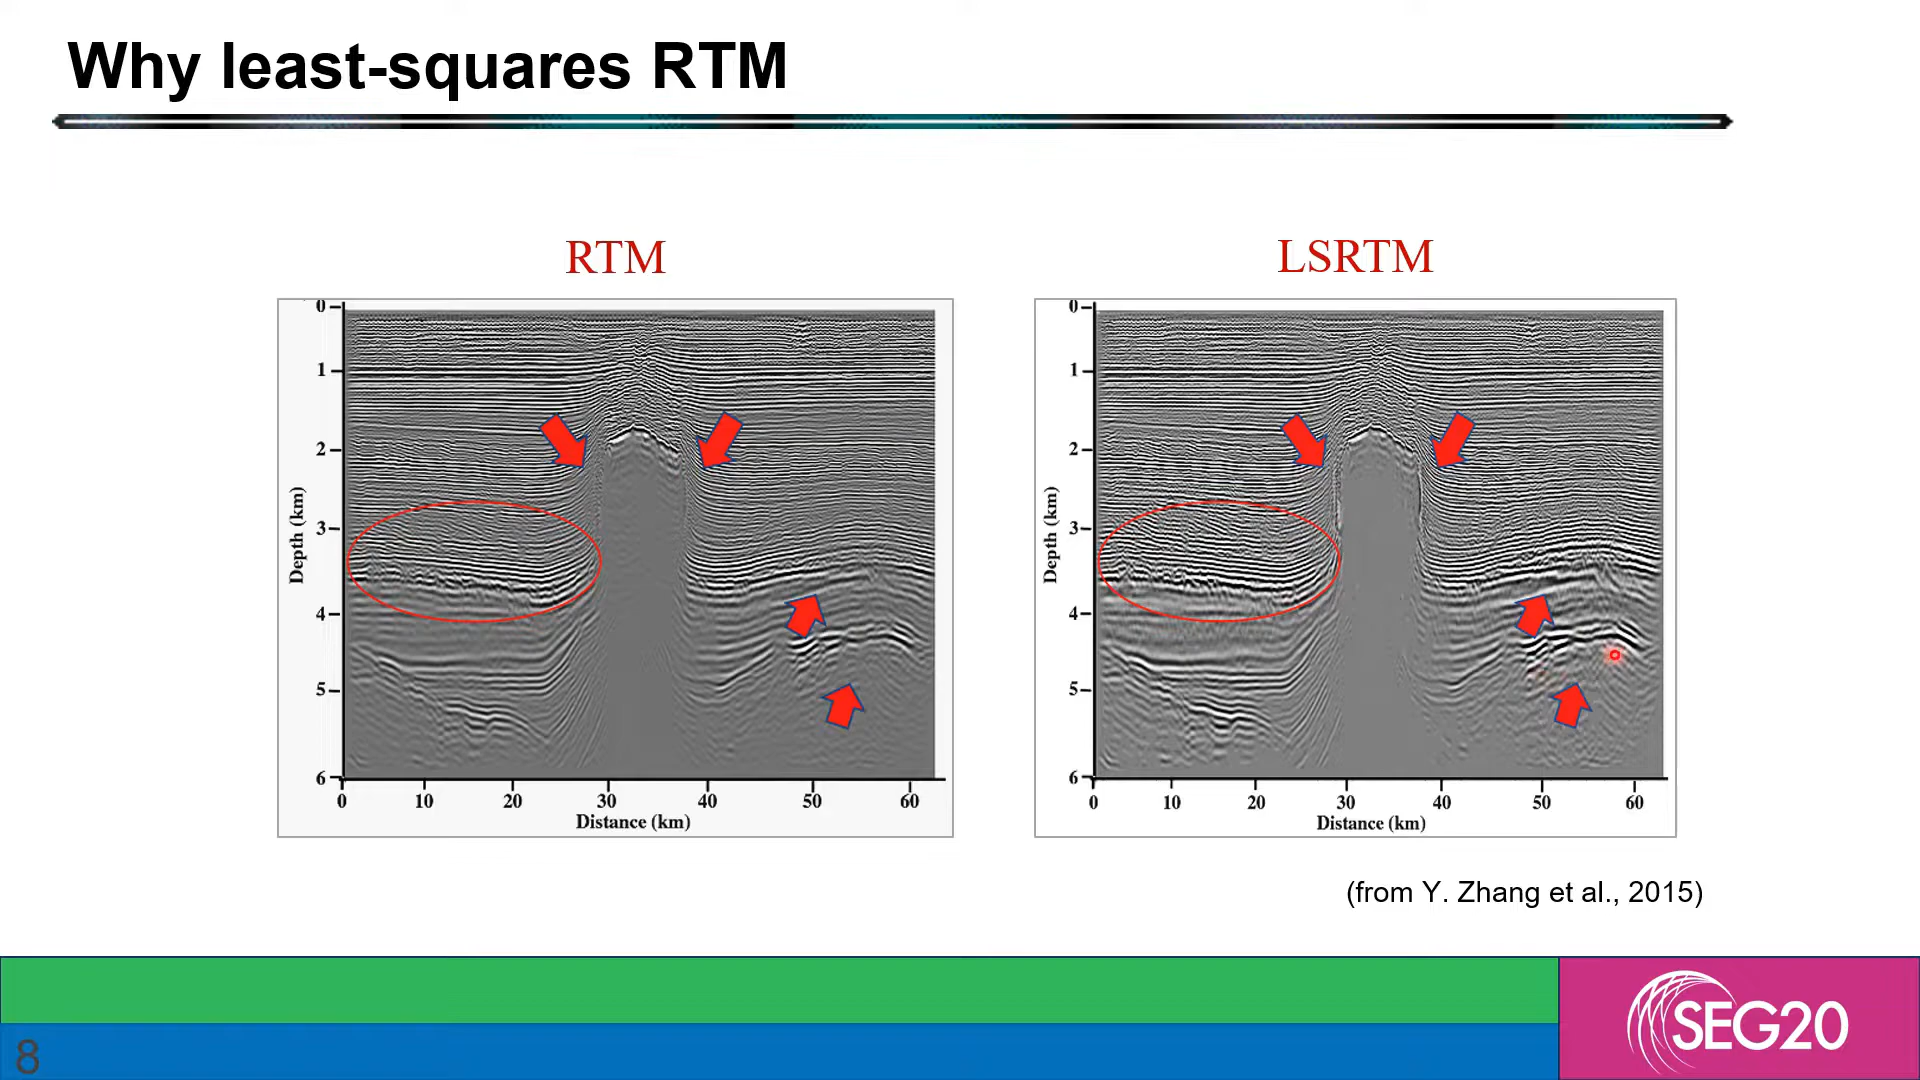 Why least-squares RTM
RTM
LSRTM
0
1
2
3
4
5
6
Depth (km)
0 10 20 30 40 50 60
Distance (km)
0
1
2
3
4
5
6
Depth (km)
0 10 20 30 40 50 60
Distance (km)
(from Y. Zhang et al., 2015)
SEG20
8